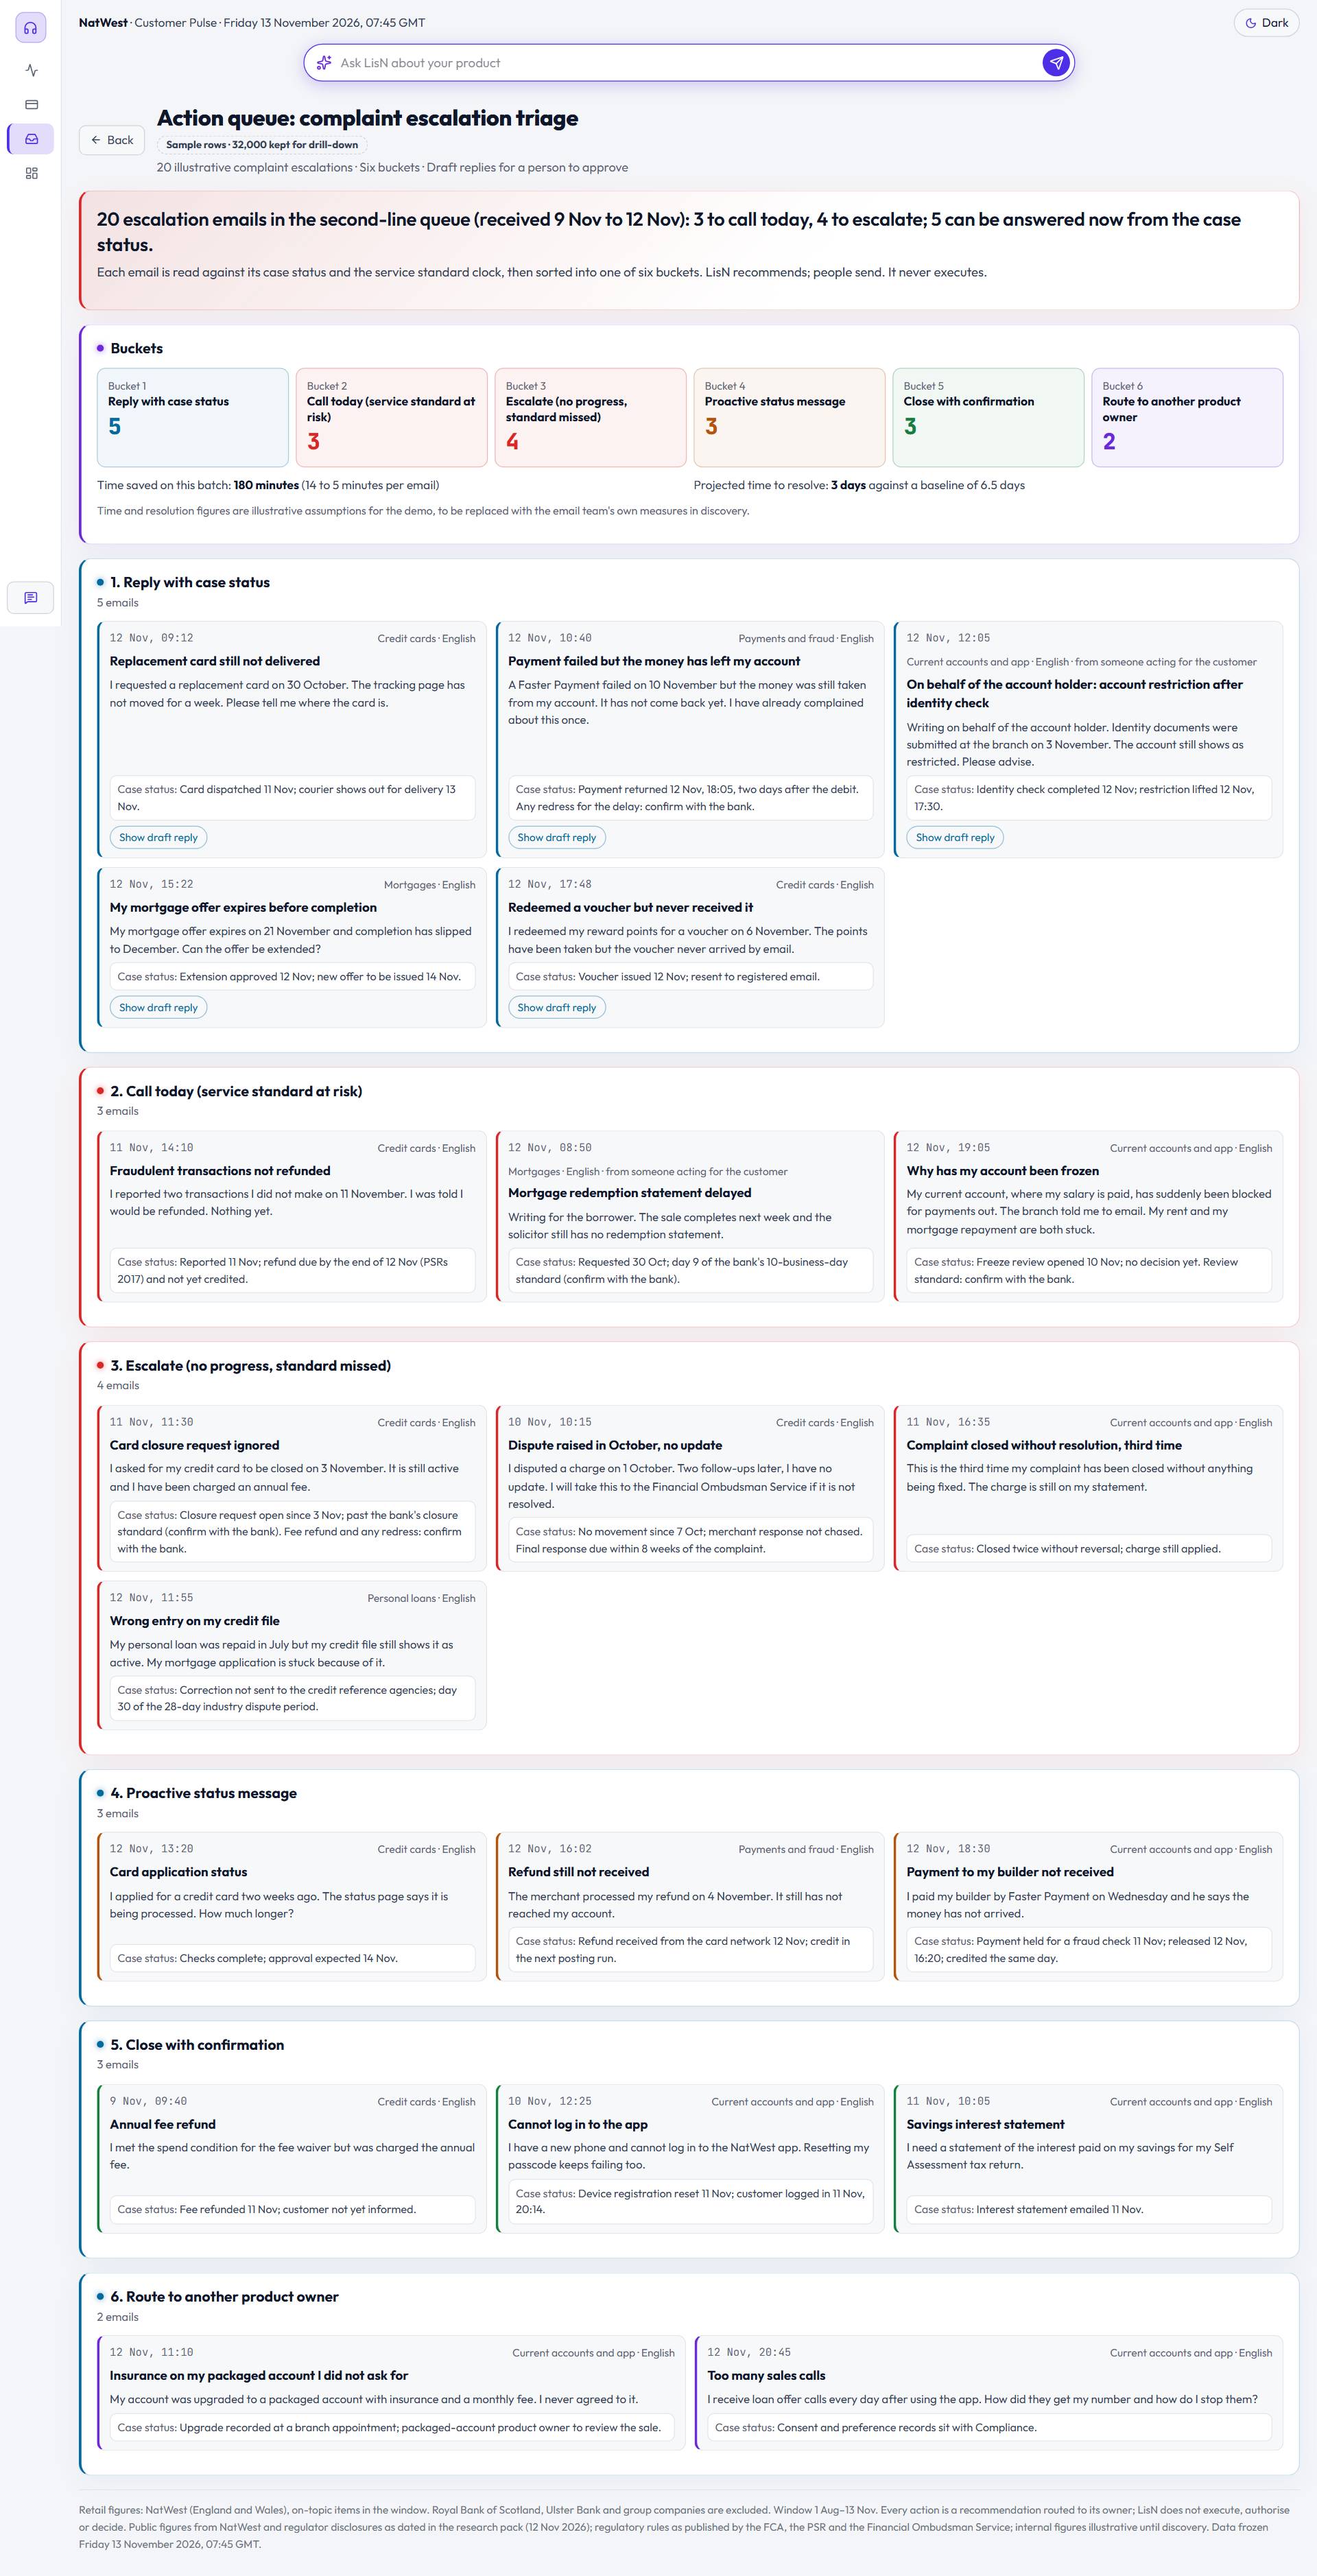 NatWest · Customer Pulse · Friday 13 November 2026, 07:45 GMT
Dark
Ask LisN about your product
Back
Action queue: complaint escalation triage
Sample rows · 32,000 kept for drill-down
20 illustrative complaint escalations · Six buckets · Draft replies for a person to approve
20 escalation emails in the second-line queue (received 9 Nov to 12 Nov): 3 to call today, 4 to escalate; 5 can be answered now from the case
status.
Each email is read against its case status and the service standard clock, then sorted into one of six buckets. LisN recommends; people send. It never executes.
Buckets
Bucket 1
Reply with case status
5
Bucket 2
Call today (service standard at
risk)
3
Bucket 3
Escalate (no progress,
standard missed)
4
Bucket 4
Proactive status message
3
Bucket 5
Close with confirmation
3
Bucket 6
Route to another product
owner
2
Time saved on this batch: 180 minutes (14 to 5 minutes per email)
Projected time to resolve: 3 days against a baseline of 6.5 days
Time and resolution figures are illustrative assumptions for the demo, to be replaced with the email team's own measures in discovery.
1. Reply with case status
5 emails
12 Nov, 09:12
Credit cards · English
Replacement card still not delivered
I requested a replacement card on 30 October. The tracking page has
not moved for a week. Please tell me where the card is.
Case status: Card dispatched 11 Nov; courier shows out for delivery 13
Nov.
Show draft reply
12 Nov, 10:40
Payments and fraud · English
Payment failed but the money has left my account
A Faster Payment failed on 10 November but the money was still taken
from my account. It has not come back yet. I have already complained
about this once.
Case status: Payment returned 12 Nov, 18:05, two days after the debit.
Any redress for the delay: confirm with the bank.
Show draft reply
12 Nov, 12:05
Current accounts and app · English · from someone acting for the customer
On behalf of the account holder: account restriction after
identity check
Writing on behalf of the account holder. Identity documents were
submitted at the branch on 3 November. The account still shows as
restricted. Please advise.
Case status: Identity check completed 12 Nov; restriction lifted 12 Nov,
17:30.
Show draft reply
12 Nov, 15:22
Mortgages · English
My mortgage offer expires before completion
My mortgage offer expires on 21 November and completion has slipped
to December. Can the offer be extended?
Case status: Extension approved 12 Nov; new offer to be issued 14 Nov.
Show draft reply
12 Nov, 17:48
Credit cards · English
Redeemed a voucher but never received it
I redeemed my reward points for a voucher on 6 November. The points
have been taken but the voucher never arrived by email.
Case status: Voucher issued 12 Nov; resent to registered email.
Show draft reply
2. Call today (service standard at risk)
3 emails
11 Nov, 14:10
Credit cards · English
Fraudulent transactions not refunded
I reported two transactions I did not make on 11 November. I was told I
would be refunded. Nothing yet.
Case status: Reported 11 Nov; refund due by the end of 12 Nov (PSRs
2017) and not yet credited.
12 Nov, 08:50
Mortgages · English · from someone acting for the customer
Mortgage redemption statement delayed
Writing for the borrower. The sale completes next week and the
solicitor still has no redemption statement.
Case status: Requested 30 Oct; day 9 of the bank's 10-business-day
standard (confirm with the bank).
12 Nov, 19:05
Current accounts and app · English
Why has my account been frozen
My current account, where my salary is paid, has suddenly been blocked
for payments out. The branch told me to email. My rent and my
mortgage repayment are both stuck.
Case status: Freeze review opened 10 Nov; no decision yet. Review
standard: confirm with the bank.
3. Escalate (no progress, standard missed)
4 emails
11 Nov, 11:30
Credit cards · English
Card closure request ignored
I asked for my credit card to be closed on 3 November. It is still active
and I have been charged an annual fee.
Case status: Closure request open since 3 Nov; past the bank's closure
standard (confirm with the bank). Fee refund and any redress: confirm
with the bank.
10 Nov, 10:15
Credit cards · English
Dispute raised in October, no update
I disputed a charge on 1 October. Two follow-ups later, I have no
update. I will take this to the Financial Ombudsman Service if it is not
resolved.
Case status: No movement since 7 Oct; merchant response not chased.
Final response due within 8 weeks of the complaint.
11 Nov, 16:35
Current accounts and app · English
Complaint closed without resolution, third time
This is the third time my complaint has been closed without anything
being fixed. The charge is still on my statement.
Case status: Closed twice without reversal; charge still applied.
12 Nov, 11:55
Personal loans · English
Wrong entry on my credit file
My personal loan was repaid in July but my credit file still shows it as
active. My mortgage application is stuck because of it.
Case status: Correction not sent to the credit reference agencies; day
30 of the 28-day industry dispute period.
4. Proactive status message
3 emails
12 Nov, 13:20
Credit cards · English
Card application status
I applied for a credit card two weeks ago. The status page says it is
being processed. How much longer?
Case status: Checks complete; approval expected 14 Nov.
12 Nov, 16:02
Payments and fraud · English
Refund still not received
The merchant processed my refund on 4 November. It still has not
reached my account.
Case status: Refund received from the card network 12 Nov; credit in
the next posting run.
12 Nov, 18:30
Current accounts and app · English
Payment to my builder not received
I paid my builder by Faster Payment on Wednesday and he says the
money has not arrived.
Case status: Payment held for a fraud check 11 Nov; released 12 Nov,
16:20; credited the same day.
5. Close with confirmation
3 emails
9 Nov, 09:40
Credit cards · English
Annual fee refund
I met the spend condition for the fee waiver but was charged the annual
fee.
Case status: Fee refunded 11 Nov; customer not yet informed.
10 Nov, 12:25
Current accounts and app · English
Cannot log in to the app
I have a new phone and cannot log in to the NatWest app. Resetting my
passcode keeps failing too.
Case status: Device registration reset 11 Nov; customer logged in 11 Nov,
20:14.
11 Nov, 10:05
Current accounts and app · English
Savings interest statement
I need a statement of the interest paid on my savings for my Self
Assessment tax return.
Case status: Interest statement emailed 11 Nov.
6. Route to another product owner
2 emails
12 Nov, 11:10
Current accounts and app · English
Insurance on my packaged account I did not ask for
My account was upgraded to a packaged account with insurance and a monthly fee. I never agreed to it.
Case status: Upgrade recorded at a branch appointment; packaged-account product owner to review the sale.
12 Nov, 20:45
Current accounts and app · English
Too many sales calls
I receive loan offer calls every day after using the app. How did they get my number and how do I stop them?
Case status: Consent and preference records sit with Compliance.
Retail figures: NatWest (England and Wales), on-topic items in the window. Royal Bank of Scotland, Ulster Bank and group companies are excluded. Window 1 Aug–13 Nov. Every action is a recommendation routed to its owner; LisN does not execute, authorise
or decide. Public figures from NatWest and regulator disclosures as dated in the research pack (12 Nov 2026); regulatory rules as published by the FCA, the PSR and the Financial Ombudsman Service; internal figures illustrative until discovery. Data frozen
Friday 13 November 2026, 07:45 GMT.